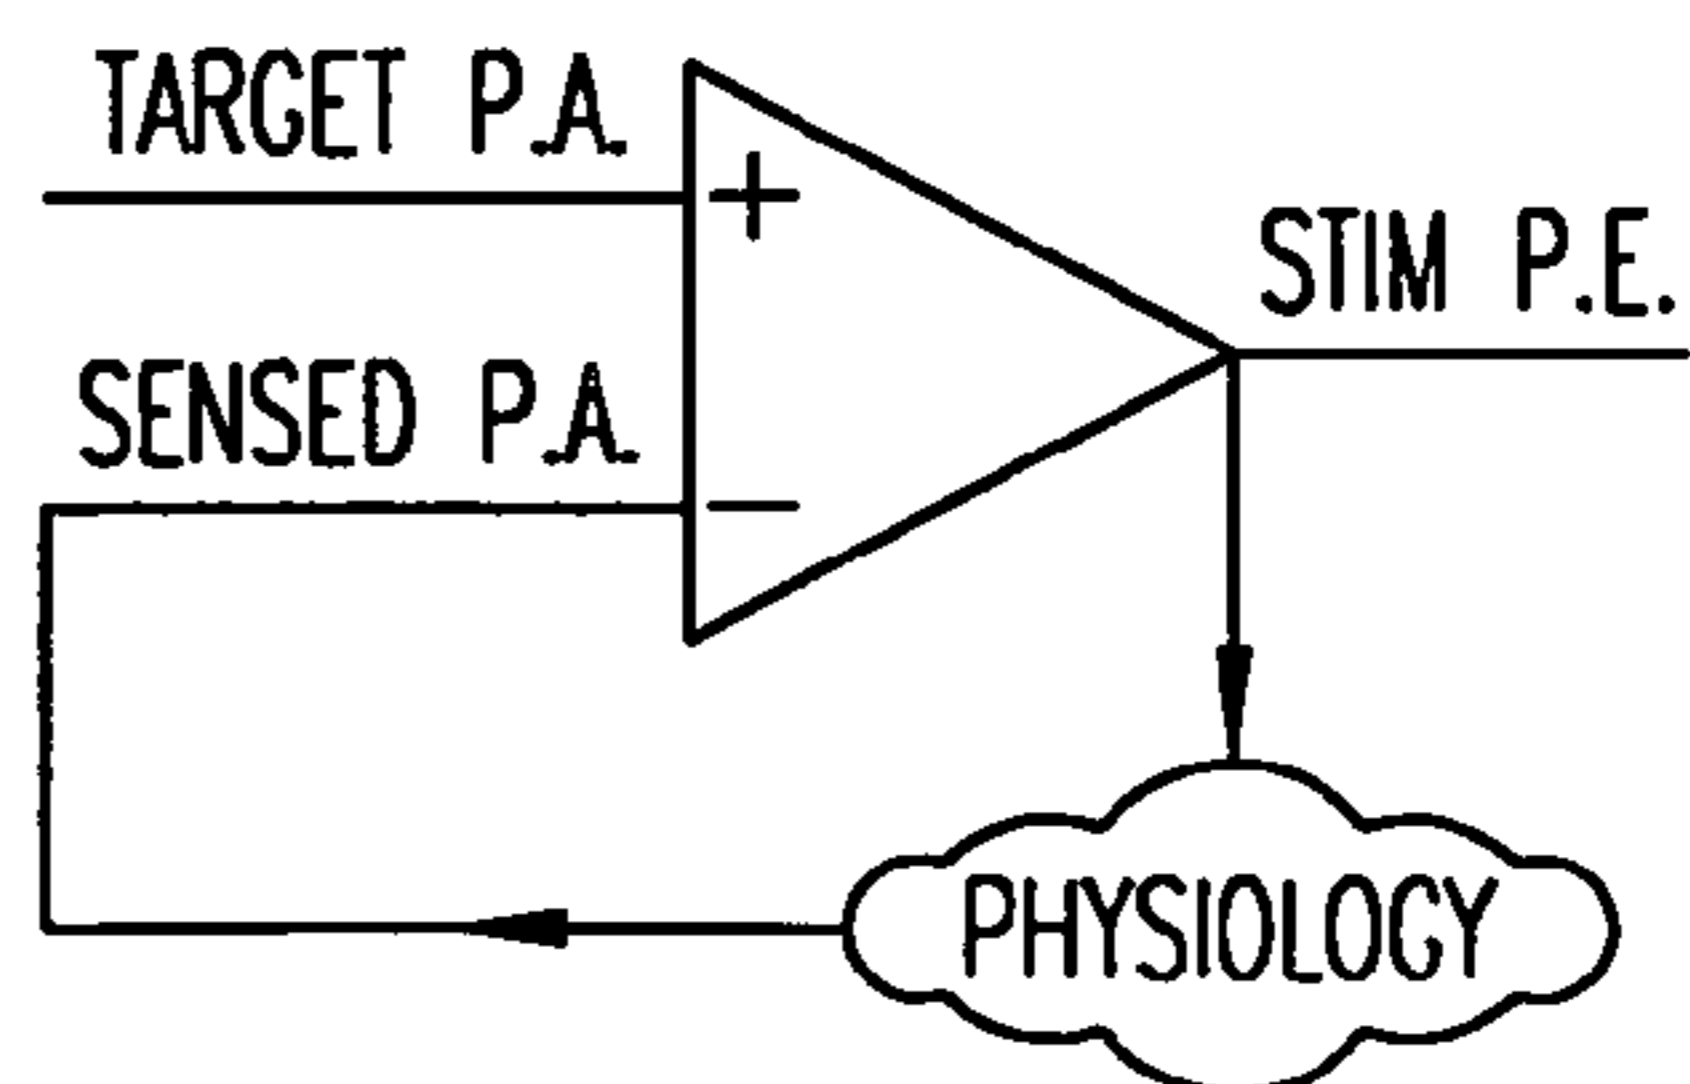 TARGET P.A.
+
STIM P.E.
SENSED P.A.
−
PHYSIOLOGY